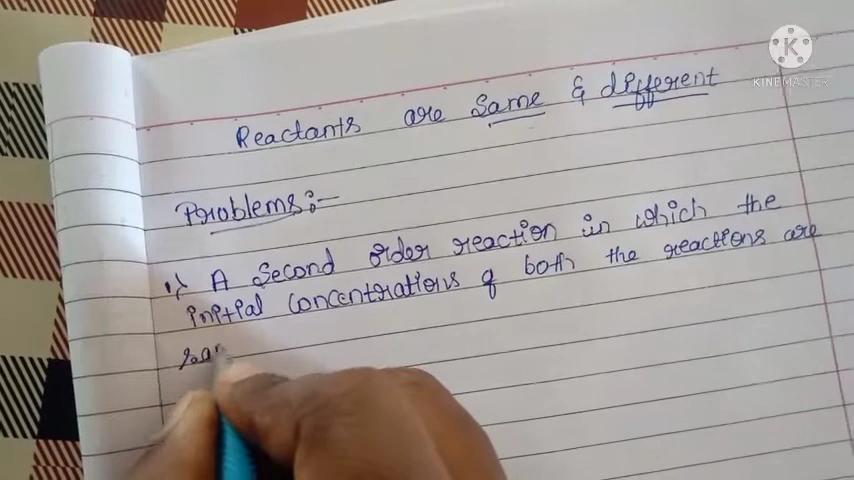 KINEMASTER
Reactants are same & different
Problems:-
1) A second order reaction in which the
initial concentrations of both the reactions are